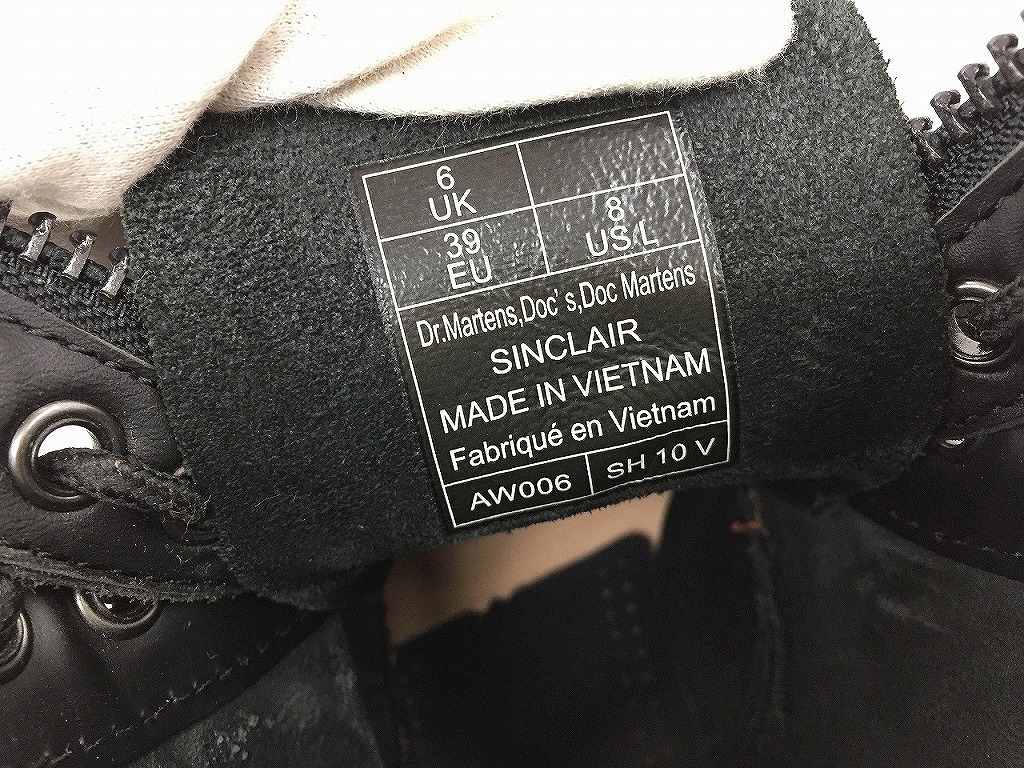 6
UK
39
EU
8
US L
Dr.Martens,Doc's,Doc Martens
SINCLAIR
MADE IN VIETNAM
Fabriqué en Vietnam
AW006 SH 10 V